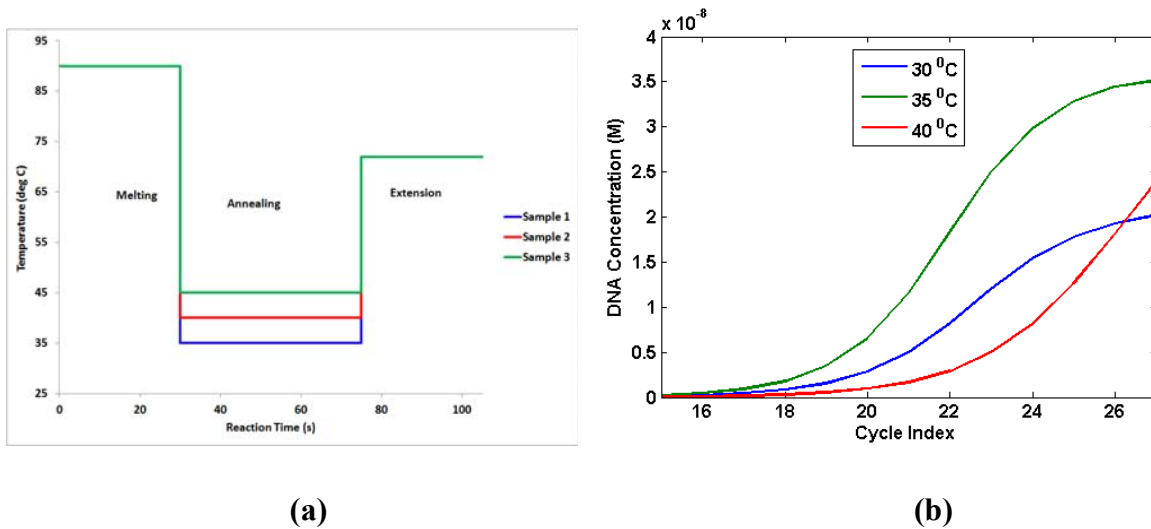 95
85
75
65
55
45
35
25
0
20
40
60
80
100
Temperature (deg C)
Reaction Time (s)
Melting
Annealing
Extension
Sample 1
Sample 2
Sample 3
(a)
x 10⁻⁸
4
3.5
3
2.5
2
1.5
1
0.5
0
16
18
20
22
24
26
DNA Concentration (M)
Cycle Index
30 ⁰C
35 ⁰C
40 ⁰C
(b)